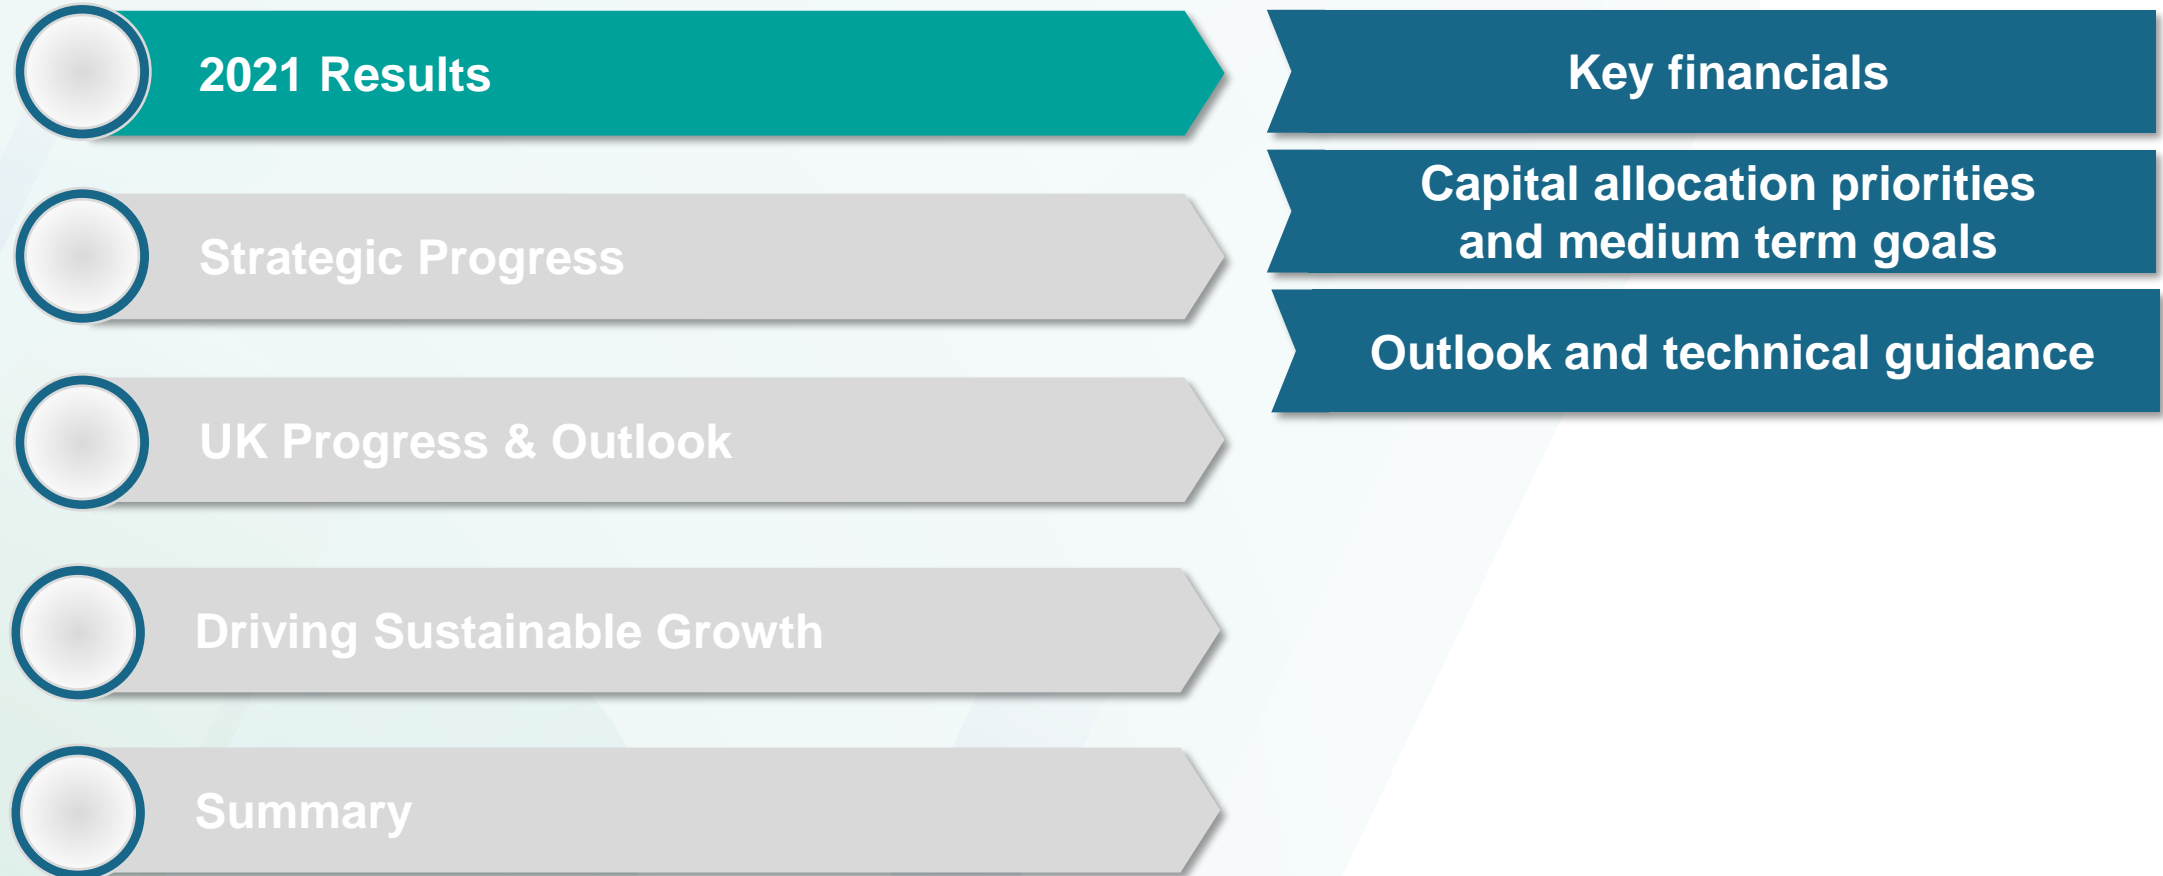 2021 Results
Key financials
Capital allocation priorities
and medium term goals
Outlook and technical guidance
Strategic Progress
UK Progress & Outlook
Driving Sustainable Growth
Summary